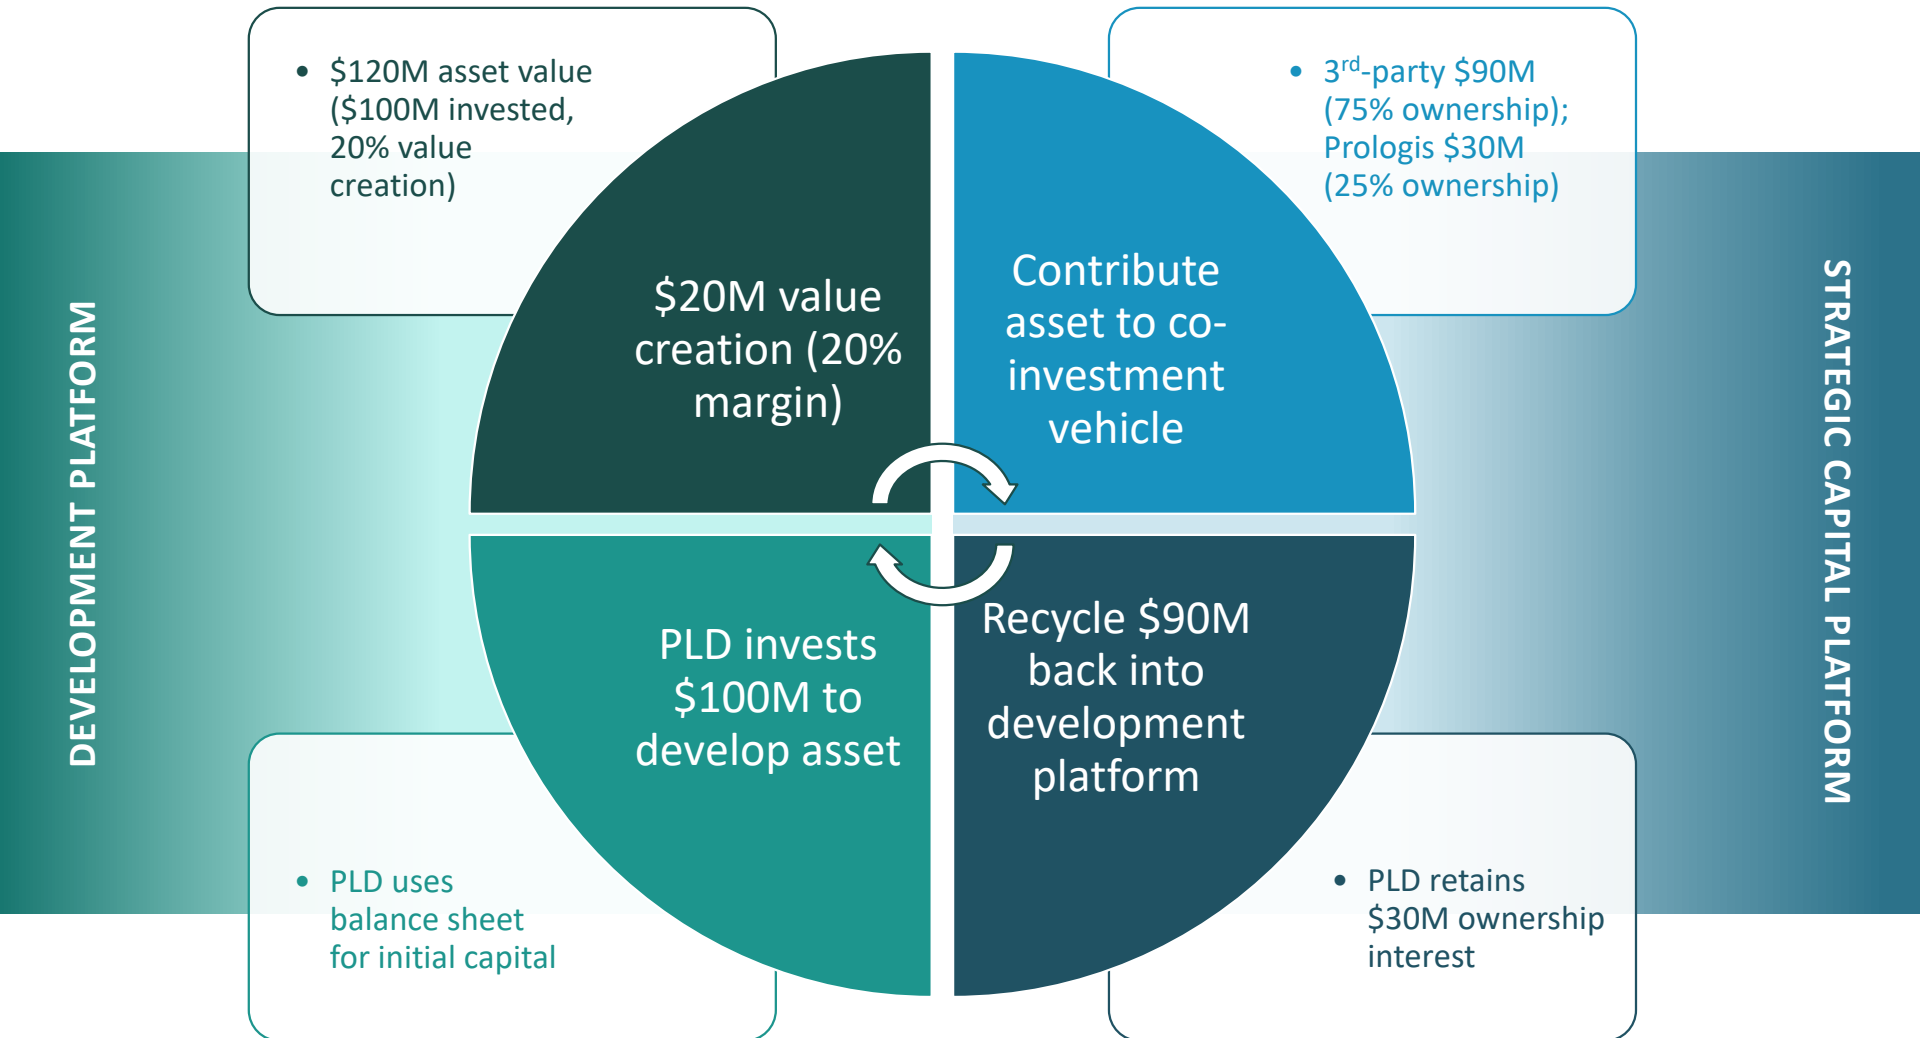 DEVELOPMENT PLATFORM
• $120M asset value
($100M invested,
20% value
creation)
$20M value
creation (20%
margin)
• 3rd-party $90M
(75% ownership);
Prologis $30M
(25% ownership)
Contribute
asset to co-
investment
vehicle
PLD invests
$100M to
develop asset
• PLD uses
balance sheet
for initial capital
Recycle $90M
back into
development
platform
• PLD retains
$30M ownership
interest
STRATEGIC CAPITAL PLATFORM